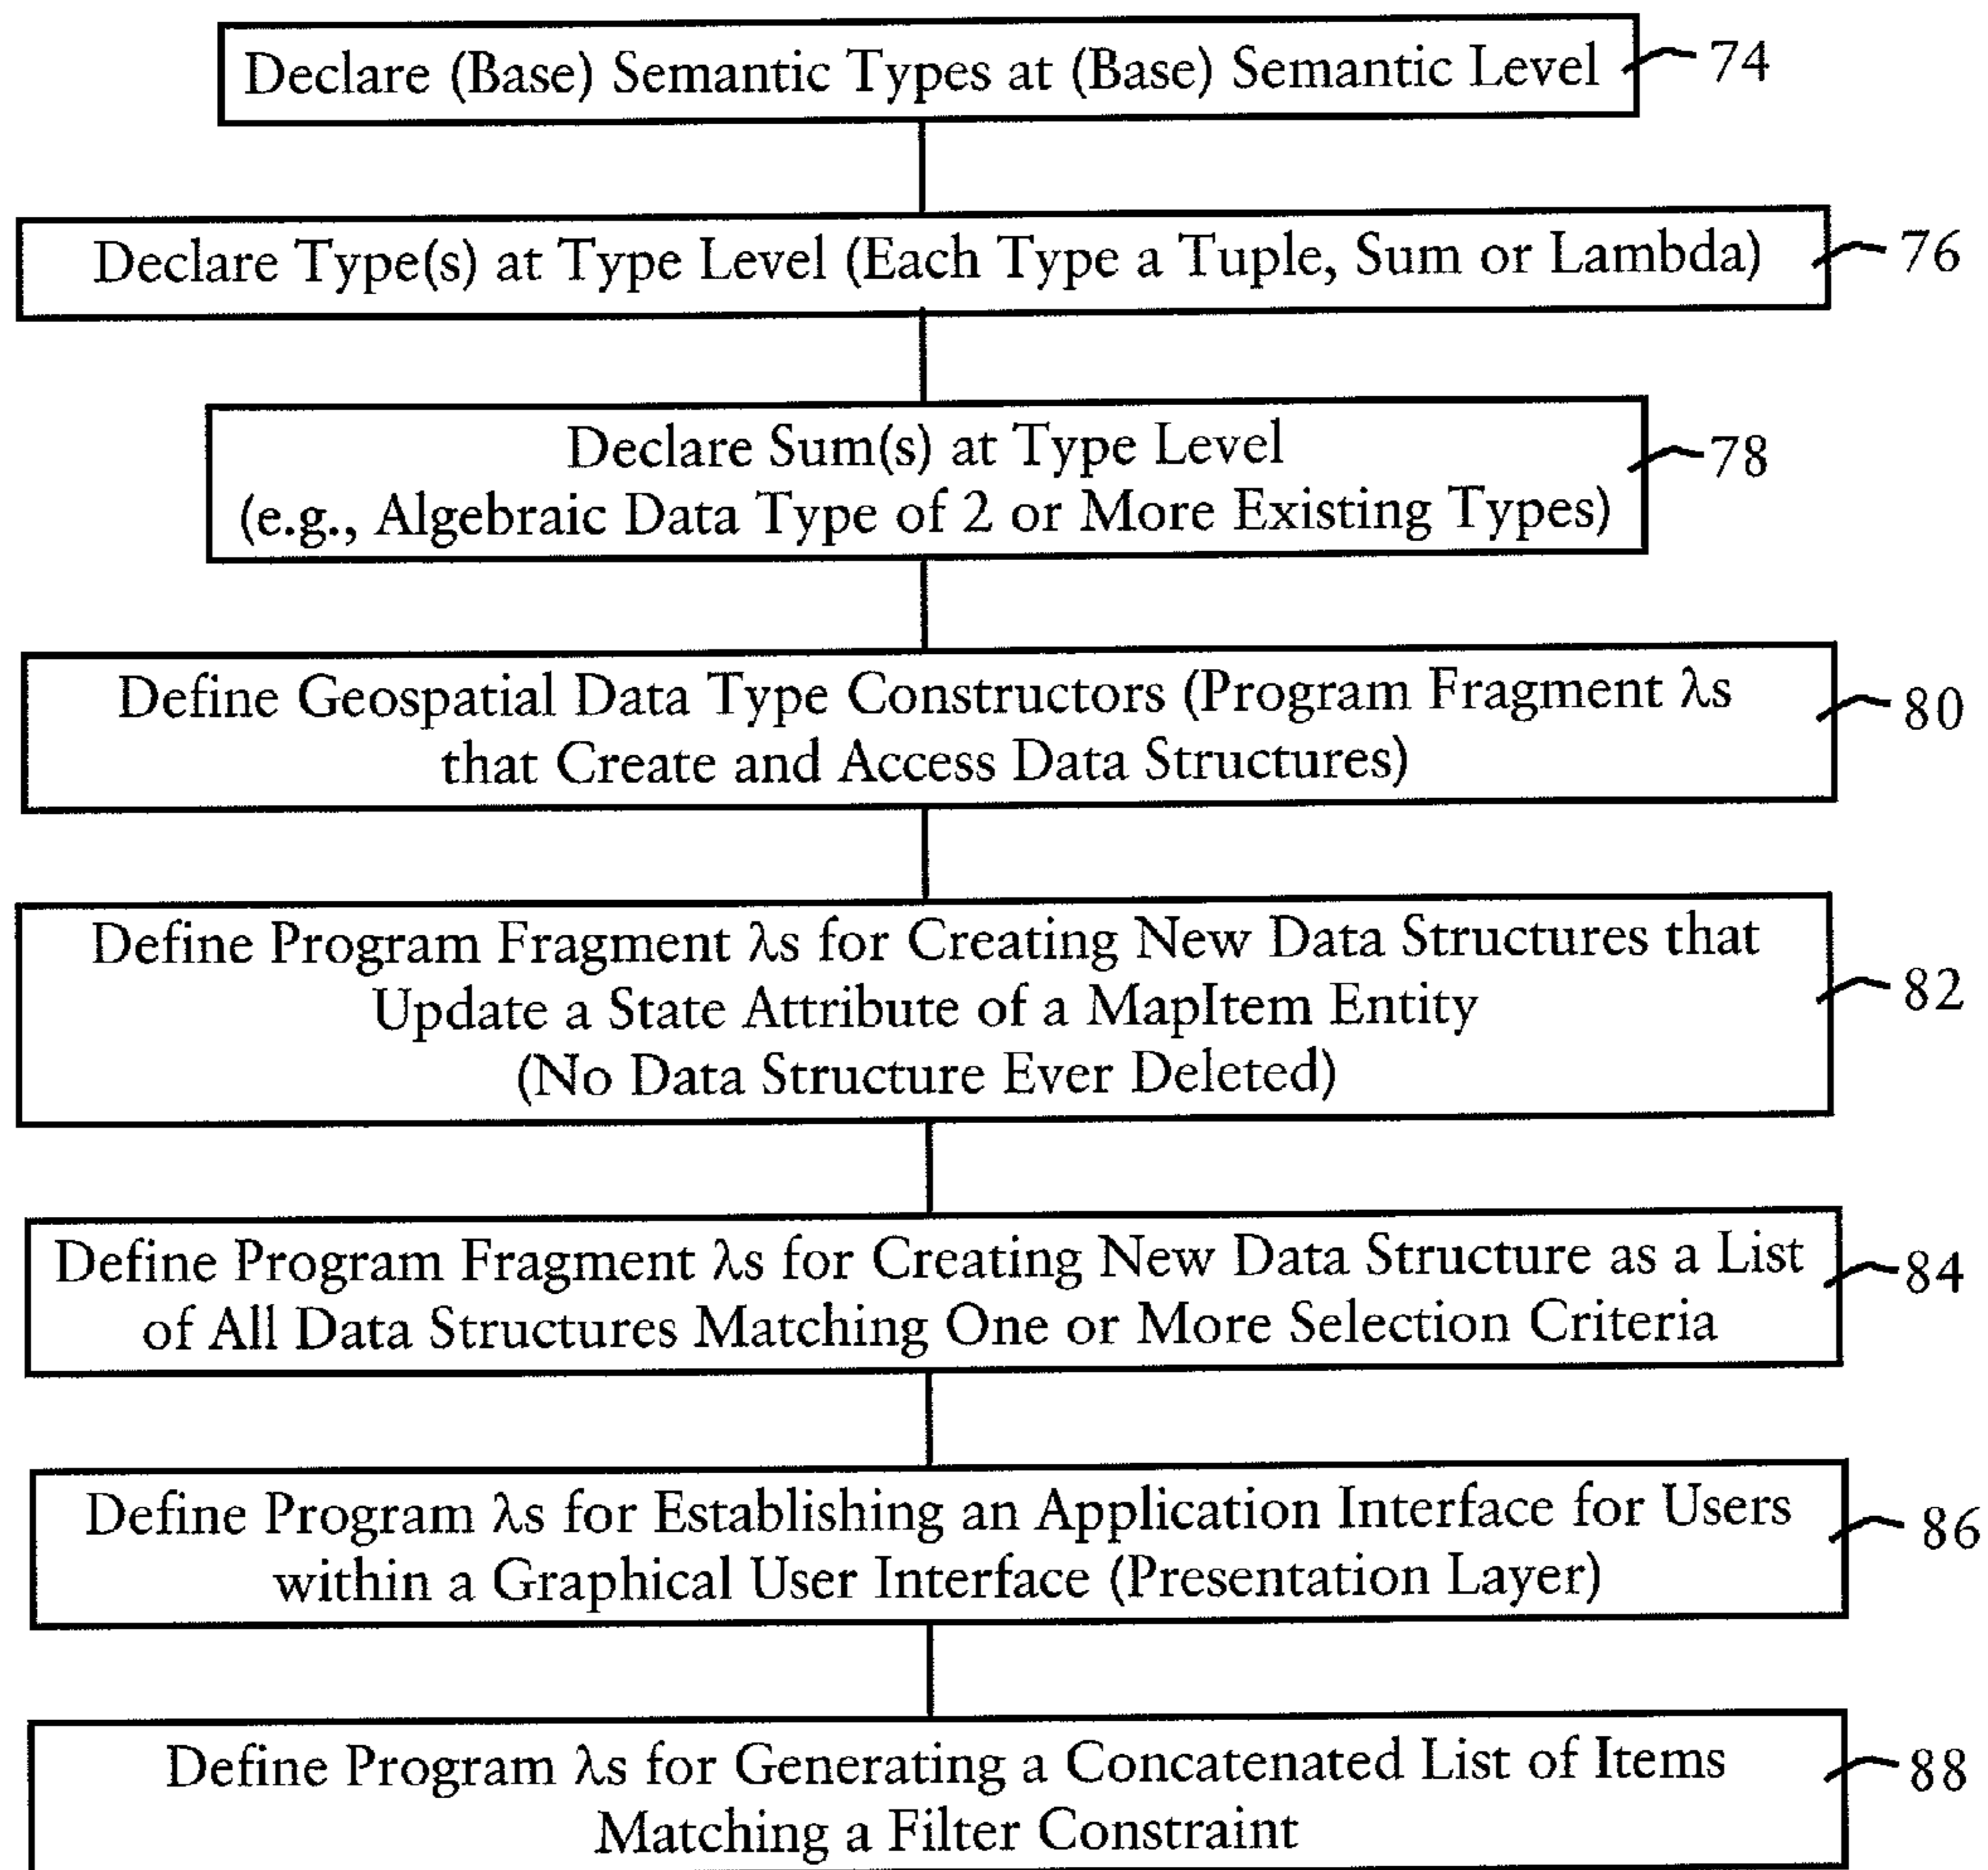 Declare (Base) Semantic Types at (Base) Semantic Level
74
Declare Type(s) at Type Level (Each Type a Tuple, Sum or Lambda)
76
Declare Sum(s) at Type Level
(e.g., Algebraic Data Type of 2 or More Existing Types)
78
Define Geospatial Data Type Constructors (Program Fragment λs
that Create and Access Data Structures)
80
Define Program Fragment λs for Creating New Data Structures that
Update a State Attribute of a MapItem Entity
(No Data Structure Ever Deleted)
82
Define Program Fragment λs for Creating New Data Structure as a List
of All Data Structures Matching One or More Selection Criteria
84
Define Program λs for Establishing an Application Interface for Users
within a Graphical User Interface (Presentation Layer)
86
Define Program λs for Generating a Concatenated List of Items
Matching a Filter Constraint
88